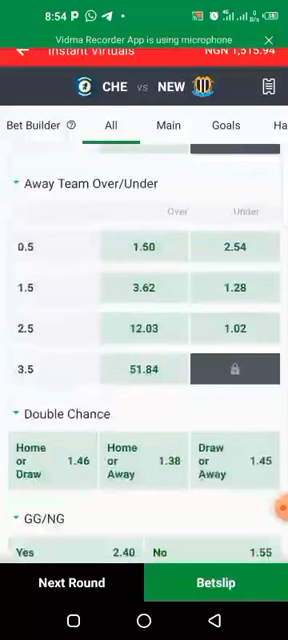 8:54 P
4G
Vidma Recorder App is using microphone
Instant Virtuals NGN 1,515.94
CHE vs NEW
Bet Builder All Main Goals Ha
Away Team Over/Under
Over Under
0.5 1.50 2.54
1.5 3.62 1.28
2.5 12.03 1.02
3.5 51.84
Double Chance
Home or Draw 1.46 Home or Away 1.38 Draw or Away 1.45
GG/NG
Yes 2.40 No 1.55
Next Round Betslip